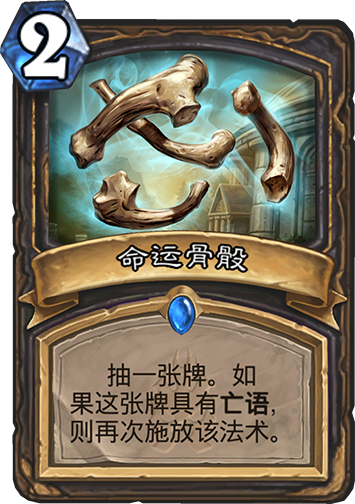 2
命运骨骰
抽一张牌。如
果这张牌具有亡语，
则再次施放该法术。